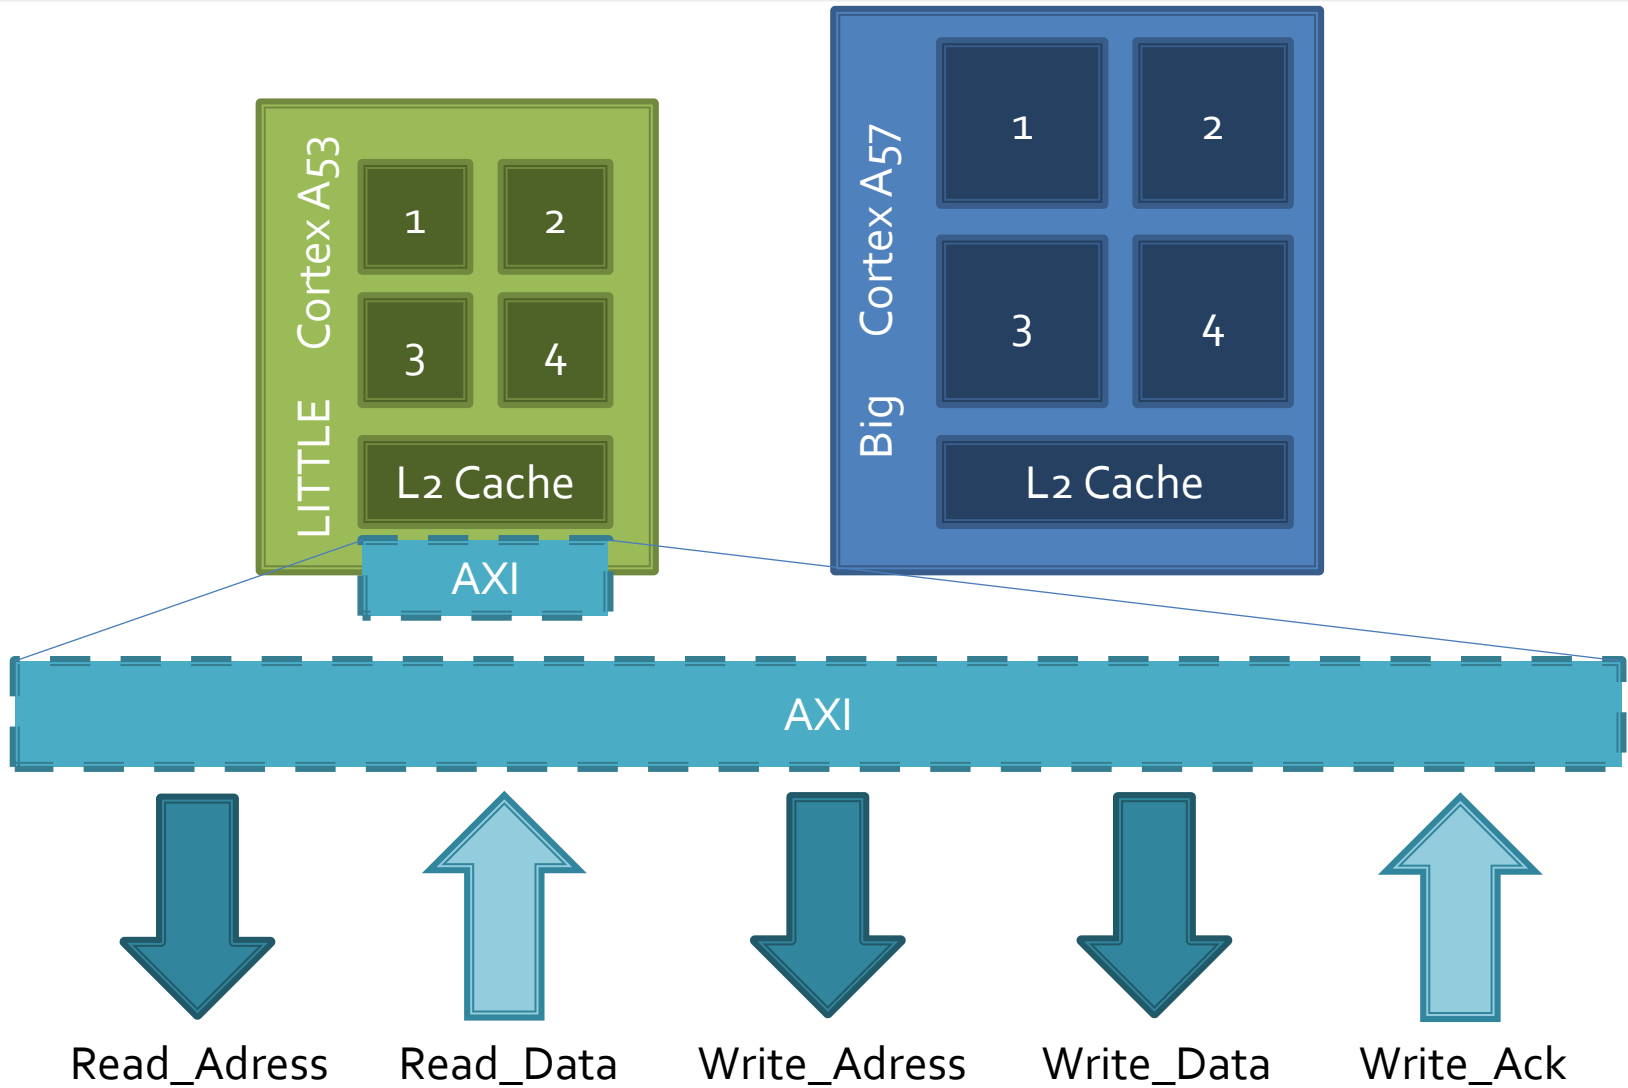 LITTLE Cortex A53
1
2
3
4
L2 Cache
AXI
Big Cortex A57
1
2
3
4
L2 Cache
AXI
Read_Adress
Read_Data
Write_Adress
Write_Data
Write_Ack